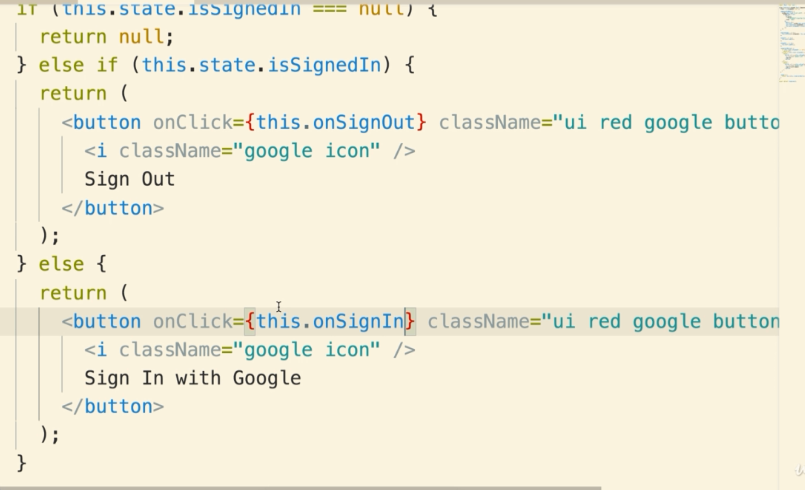 if (this.state.isSignedIn === null) {
return null;
} else if (this.state.isSignedIn) {
return (
<button onClick={this.onSignOut} className="ui red google butto
<i className="google icon" />
Sign Out
</button>
);
} else {
return (
<button onClick={this.onSignIn} className="ui red google button
<i className="google icon" />
Sign In with Google
</button>
);
}